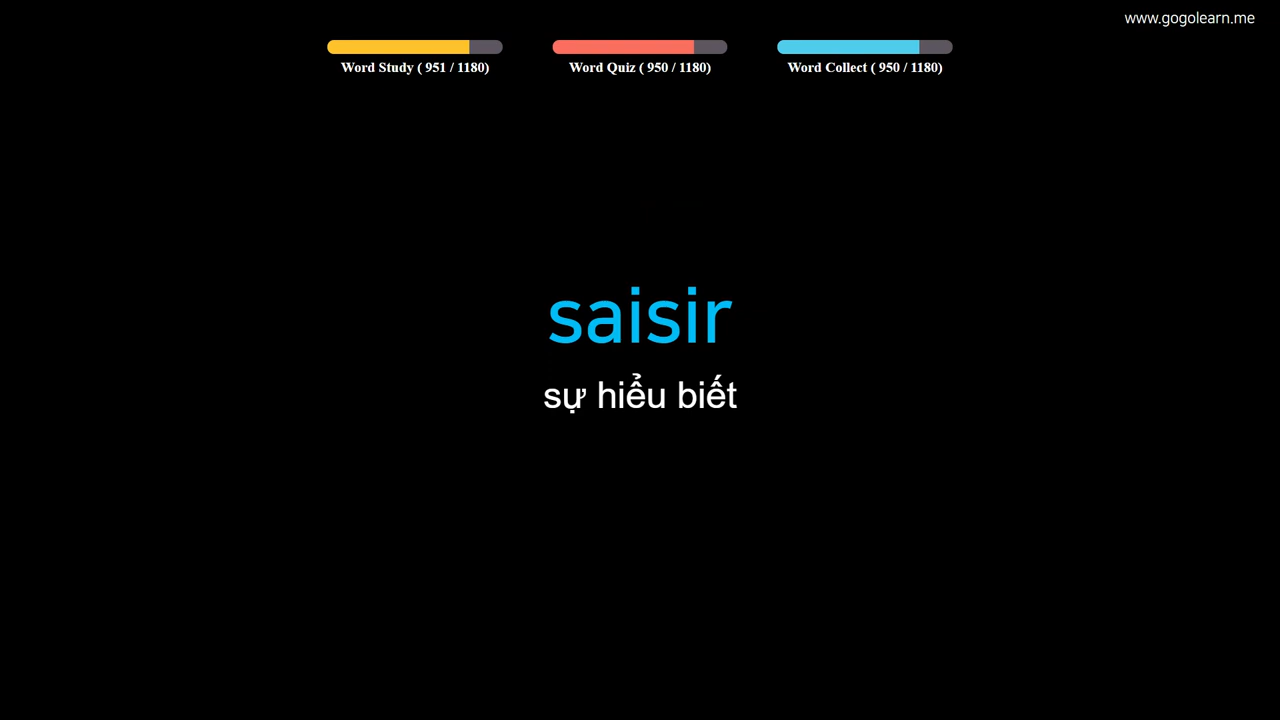 www.gogolearn.me
Word Study ( 951 / 1180)
Word Quiz ( 950 / 1180)
Word Collect ( 950 / 1180)
saisir
sự hiểu biết